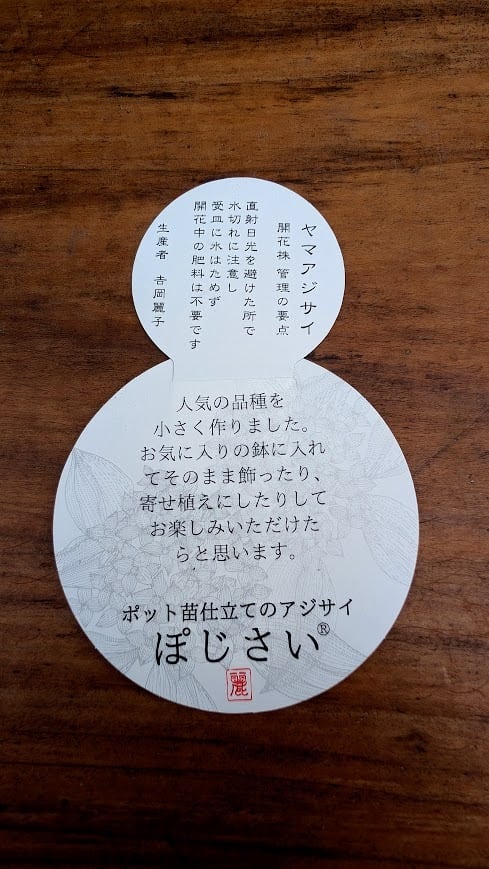 ヤマアジサイ
開花株 管理の要点
直射日光を避けた所で
水切れに注意し
受皿に水はためず
開花中の肥料は不要です
生産者 吉岡麗子
人気の品種を
小さく作りました。
お気に入りの鉢に入れ
てそのまま飾ったり、
寄せ植えにしたりして
お楽しみいただけた
らと思います。
ポット苗仕立てのアジサイ
ぽじさい®
麗